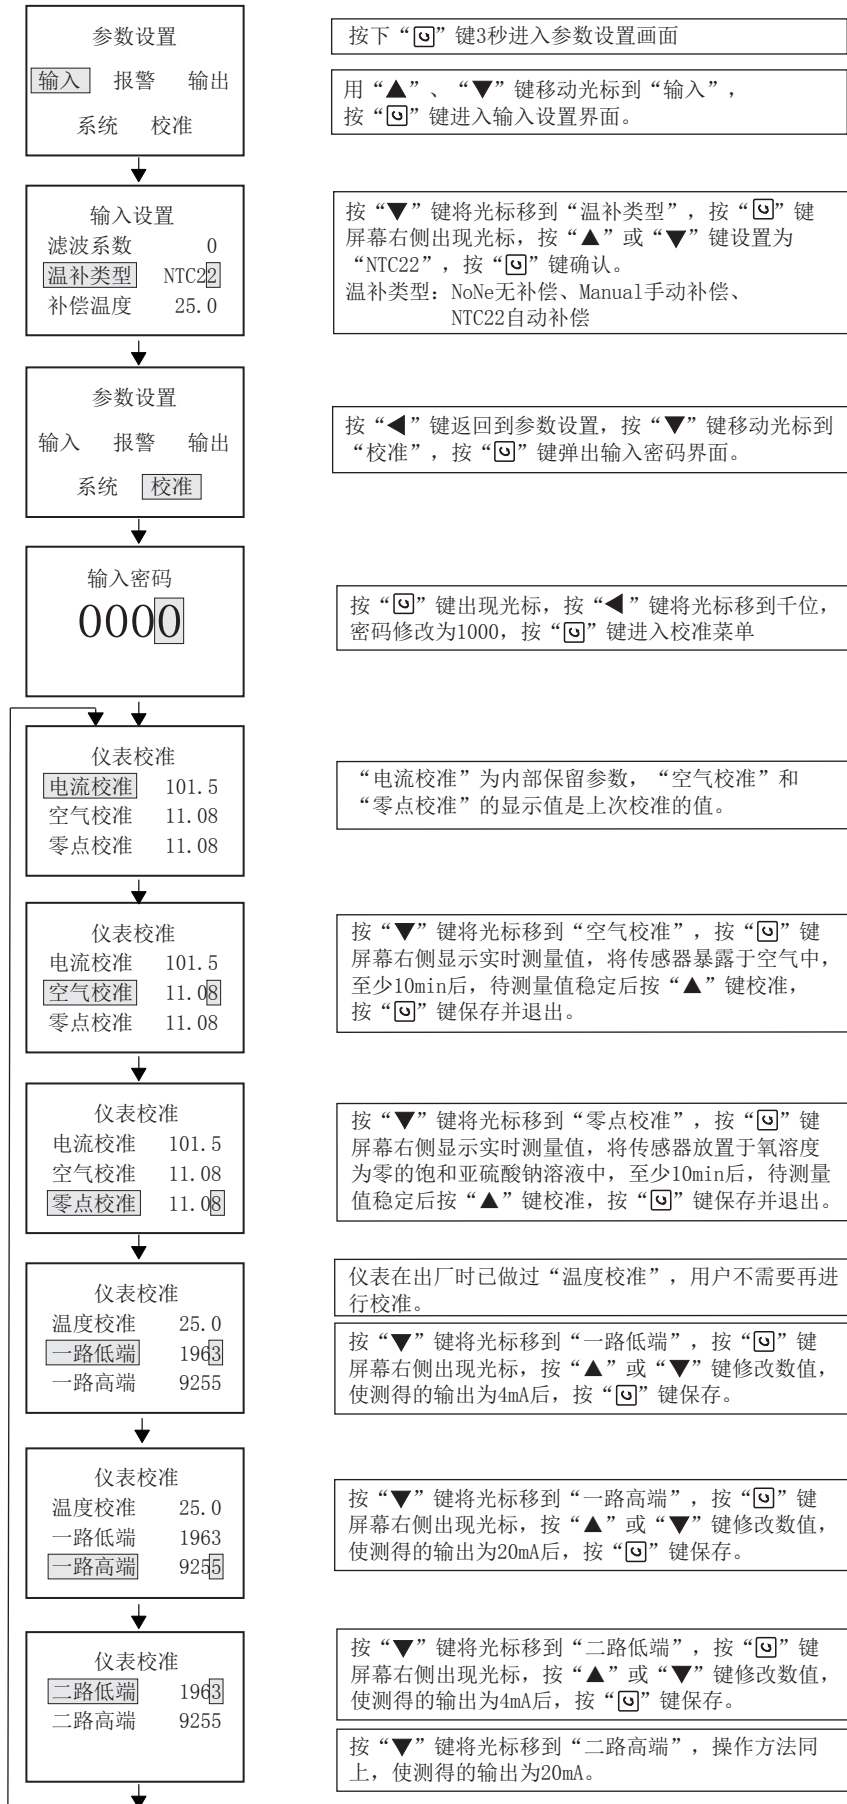 参数设置
输入 报警 输出
系统 校准
按下“”键3秒进入参数设置画面
用“▲”、“▼”键移动光标到“输入”,
按“”键进入输入设置界面。
输入设置
滤波系数 0
温补类型 NTC22
补偿温度 25.0
按“▼”键将光标移到“温补类型”,按“”键
屏幕右侧出现光标,按“▲”或“▼”键设置为
“NTC22”,按“”键确认。
温补类型：NoNe无补偿、Manual手动补偿、
NTC22自动补偿
参数设置
输入 报警 输出
系统 校准
按“◀”键返回到参数设置,按“▼”键移动光标到
“校准”,按“”键弹出输入密码界面。
输入密码
0000
按“”键出现光标,按“◀”键将光标移到千位,
密码修改为1000,按“”键进入校准菜单
仪表校准
电流校准 101.5
空气校准 11.08
零点校准 11.08
“电流校准”为内部保留参数,“空气校准”和
“零点校准”的显示值是上次校准的值。
仪表校准
电流校准 101.5
空气校准 11.08
零点校准 11.08
按“▼”键将光标移到“空气校准”,按“”键
屏幕右侧显示实时测量值,将传感器暴露于空气中,
至少10min后,待测量值稳定后按“▲”键校准,
按“”键保存并退出。
仪表校准
电流校准 101.5
空气校准 11.08
零点校准 11.08
按“▼”键将光标移到“零点校准”,按“”键
屏幕右侧显示实时测量值,将传感器放置于氧溶度
为零的饱和亚硫酸钠溶液中,至少10min后,待测量
值稳定后按“▲”键校准,按“”键保存并退出。
仪表校准
温度校准 25.0
一路低端 1963
一路高端 9255
仪表在出厂时已做过“温度校准”,用户不需要再进
行校准。
按“▼”键将光标移到“一路低端”,按“”键
屏幕右侧出现光标,按“▲”或“▼”键修改数值,
使测得的输出为4mA后,按“”键保存。
仪表校准
温度校准 25.0
一路低端 1963
一路高端 9255
按“▼”键将光标移到“一路高端”,按“”键
屏幕右侧出现光标,按“▲”或“▼”键修改数值,
使测得的输出为20mA后,按“”键保存。
仪表校准
二路低端 1963
二路高端 9255
按“▼”键将光标移到“二路低端”,按“”键
屏幕右侧出现光标,按“▲”或“▼”键修改数值,
使测得的输出为4mA后,按“”键保存。
按“▼”键将光标移到“二路高端”,操作方法同
上,使测得的输出为20mA。